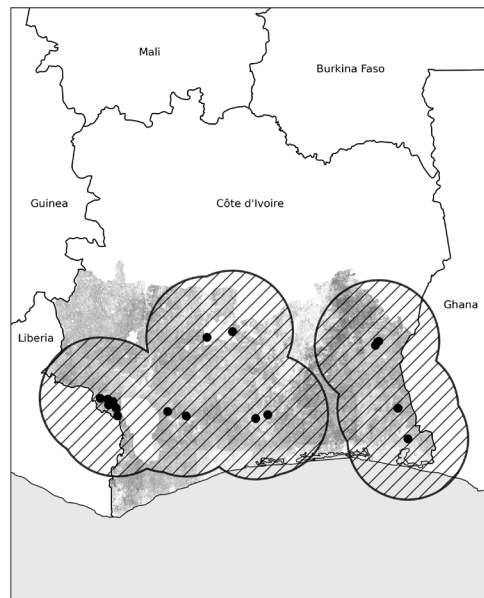 Mali
Burkina Faso
Guinea
Côte d'Ivoire
Ghana
Liberia